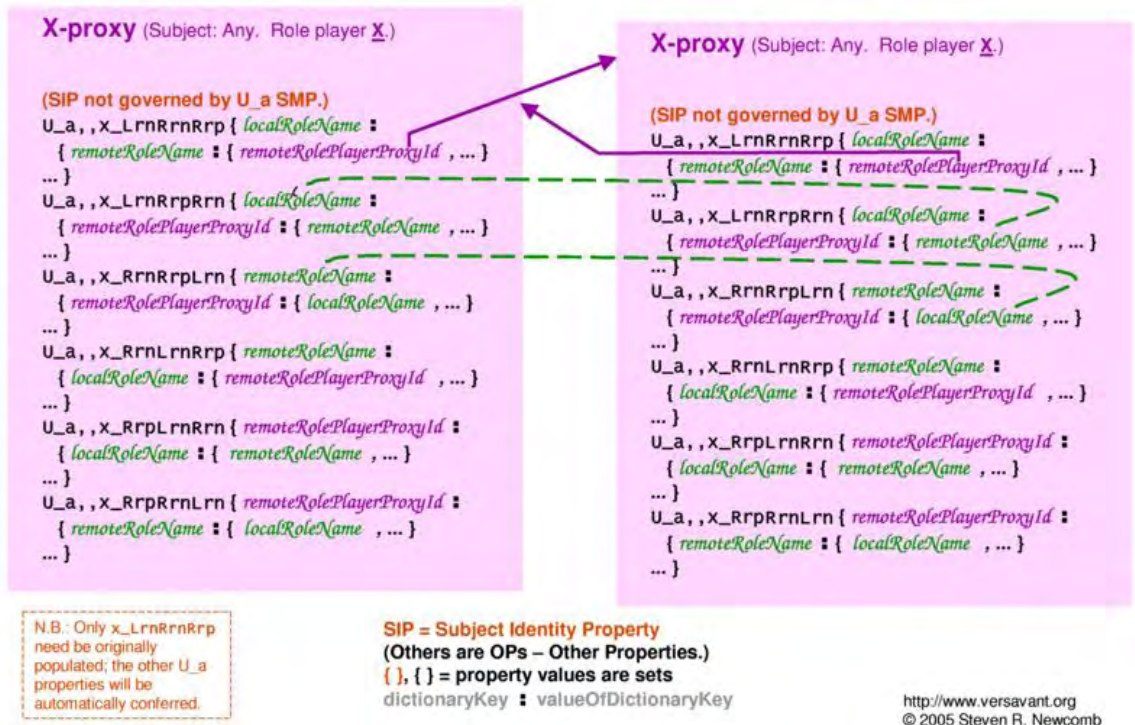 X-proxy (Subject: Any. Role player X.)
(SIP not governed by U_a SMP.)
U_a,,x_LrnRrnRrp { localRoleName :
{ remoteRoleName : { remoteRolePlayerProxyId , ... }
... }
U_a,,x_LrnRrpRrn { localRoleName :
{ remoteRolePlayerProxyId : { remoteRoleName , ... }
... }
U_a,,x_RrnRrpLrn { remoteRoleName :
{ remoteRolePlayerProxyId : { localRoleName , ... }
... }
U_a,,x_RrnLrnRrp { remoteRoleName :
{ localRoleName : { remoteRolePlayerProxyId , ... }
... }
U_a,,x_RrpLrnRrn { remoteRolePlayerProxyId :
{ localRoleName : { remoteRoleName , ... }
... }
U_a,,x_RrpRrnLrn { remoteRolePlayerProxyId :
{ remoteRoleName : { localRoleName , ... }
... }
X-proxy (Subject: Any. Role player X.)
(SIP not governed by U_a SMP.)
U_a,,x_LrnRrnRrp { localRoleName :
{ remoteRoleName : { remoteRolePlayerProxyId , ... }
... }
U_a,,x_LrnRrpRrn { localRoleName :
{ remoteRolePlayerProxyId : { remoteRoleName , ... }
... }
U_a,,x_RrnRrpLrn { remoteRoleName :
{ remoteRolePlayerProxyId : { localRoleName , ... }
... }
U_a,,x_RrnLrnRrp { remoteRoleName :
{ localRoleName : { remoteRolePlayerProxyId , ... }
... }
U_a,,x_RrpLrnRrn { remoteRolePlayerProxyId :
{ localRoleName : { remoteRoleName , ... }
... }
U_a,,x_RrpRrnLrn { remoteRolePlayerProxyId :
{ remoteRoleName : { localRoleName , ... }
... }
N.B.: Only x_LrnRrnRrp
need be originally
populated; the other U_a
properties will be
automatically conferred.
SIP = Subject Identity Property
(Others are OPs – Other Properties.)
{ }, { } = property values are sets
dictionaryKey : valueOfDictionaryKey
http://www.versavant.org
© 2005 Steven R. Newcomb